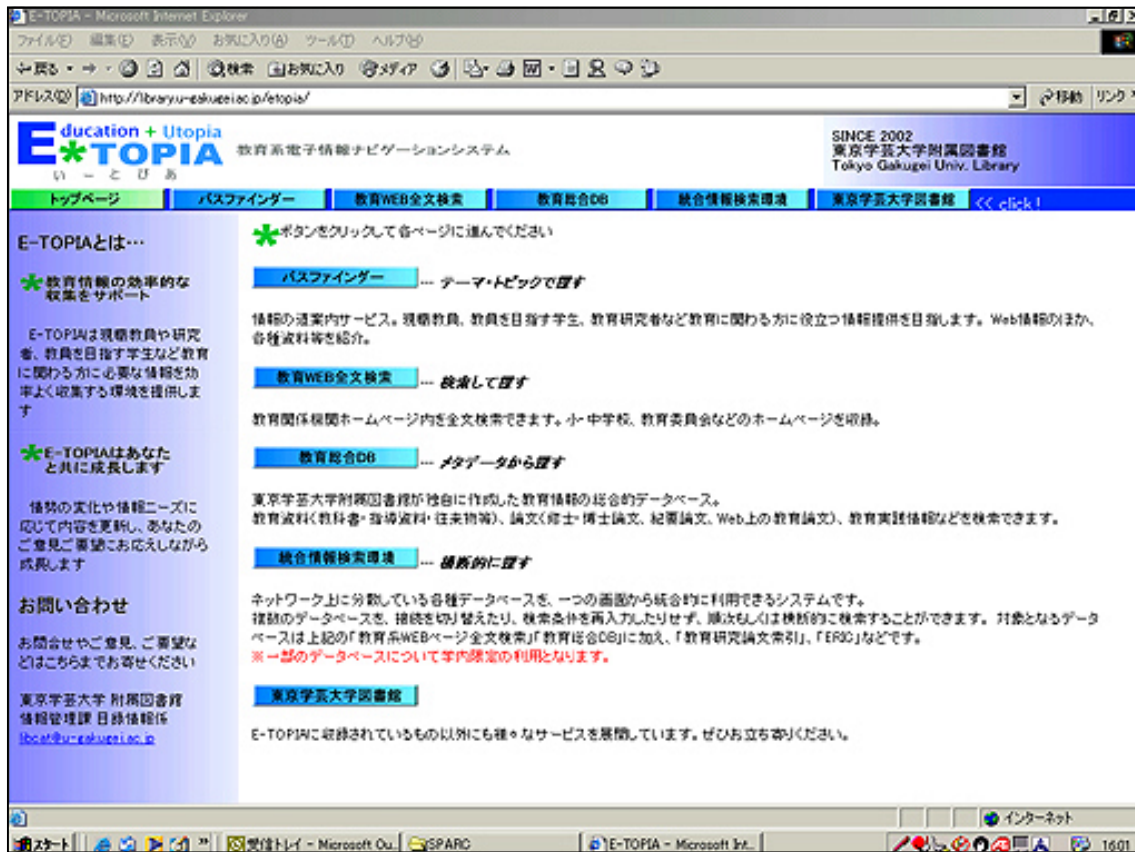 E-TOPIA - Microsoft Internet Explorer
ファイル(F) 編集(E) 表示(V) お気に入り(A) ツール(T) ヘルプ(H)
戻る 検索 お気に入り メディア
アドレス(D) http://library.u-gakugei.ac.jp/etopia/ 移動 リンク
Education + Utopia
E*TOPIA
い ー と ぴ あ
教育系電子情報ナビゲーションシステム
SINCE 2002
東京学芸大学附属図書館
Tokyo Gakugei Univ. Library
トップページ パスファインダー 教育WEB全文検索 教育総合DB 統合情報検索環境 東京学芸大学図書館 << click !
E-TOPIAとは…
教育情報の効率的な
収集をサポート
E-TOPIAは現職教員や研究
者、教員を目指す学生など教育
に関わる方に必要な情報を効
率よく収集する環境を提供しま
す
E-TOPIAはあなた
と共に成長します
情勢の変化や情報ニーズに
応じて内容を更新し、あなたの
ご意見ご要望にお応えしながら
成長します
お問い合わせ
お問合せやご意見、ご要望な
どはこちらまでお寄せください
東京学芸大学 附属図書館
情報管理課 目録情報係
libcat@u-gakugei.ac.jp
ボタンをクリックして各ページに進んでください
パスファインダー … テーマ・トピックで探す
情報の道案内サービス。現職教員、教員を目指す学生、教育研究者など教育に関わる方に役立つ情報提供を目指します。Web情報のほか、
各種資料等を紹介。
教育WEB全文検索 … 検索して探す
教育関係機関ホームページ内を全文検索できます。小・中学校、教育委員会などのホームページを収録。
教育総合DB … メタデータから探す
東京学芸大学附属図書館が独自に作成した教育情報の総合的データベース。
教育資料(教科書・指導資料・往来物等)、論文(修士・博士論文、紀要論文、Web上の教育論文)、教育実践情報などを検索できます。
統合情報検索環境 … 横断的に探す
ネットワーク上に分散している各種データベースを、一つの画面から統合的に利用できるシステムです。
複数のデータベースを、接続を切り替えたり、検索条件を再入力したりせず、順次もしくは横断的に検索することができます。対象となるデータ
ベースは上記の「教育系WEBページ全文検索」「教育総合DB」に加え、「教育研究論文索引」、「ERIC」などです。
※一部のデータベースについて学内限定の利用となります。
東京学芸大学図書館
E-TOPIAに収録されているもの以外にも種々なサービスを展開しています。ぜひお立ち寄りください。
インターネット
スタート 受信トレイ - Microsoft Ou... SPARC E-TOPIA - Microsoft Int... A 16:01